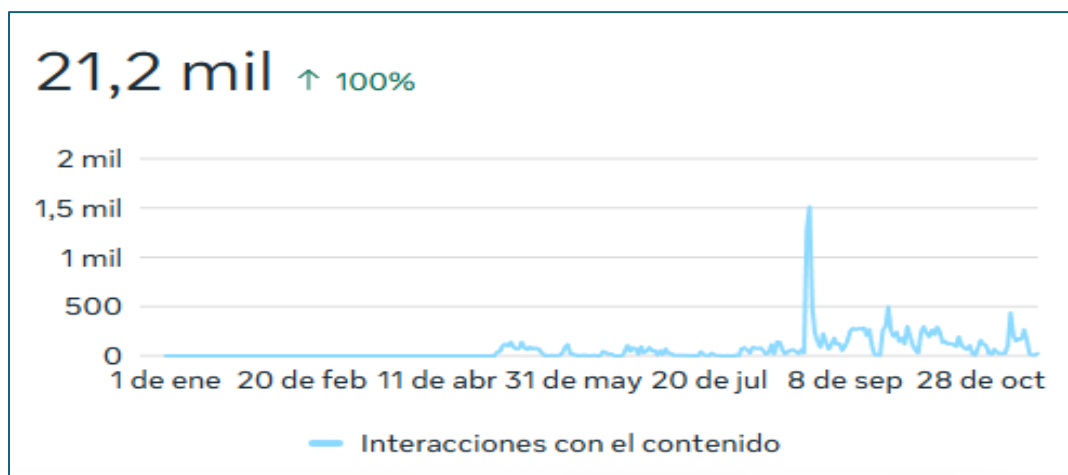 21,2 mil ↑ 100%
2 mil
1,5 mil
1 mil
500
0
1 de ene 20 de feb 11 de abr 31 de may 20 de jul 8 de sep 28 de oct
Interacciones con el contenido